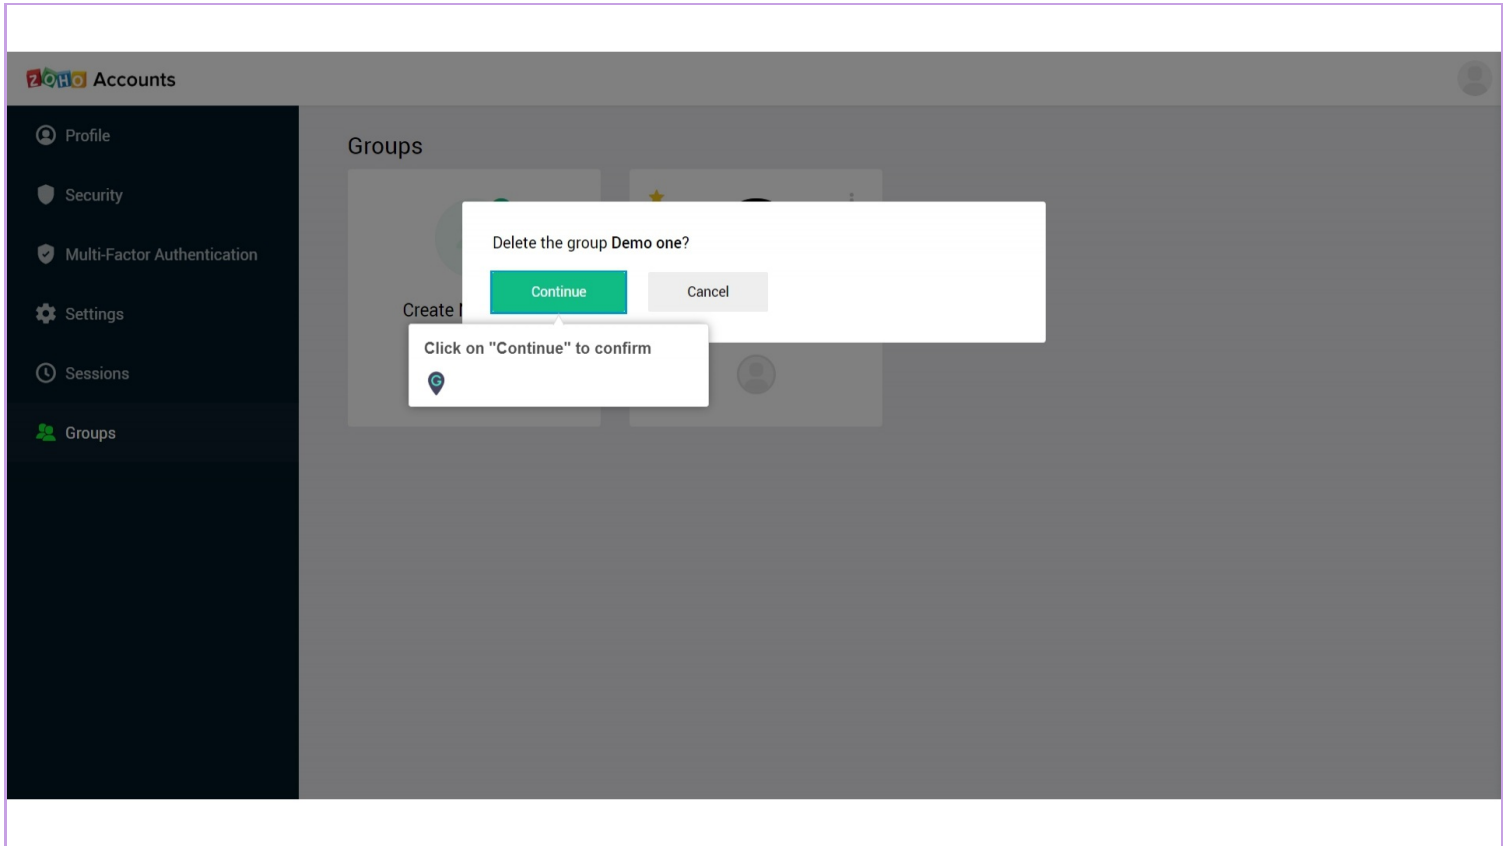 ZOHO Accounts
Profile
Security
Multi-Factor Authentication
Settings
Sessions
Groups
Groups
Delete the group Demo one?
Continue
Cancel
Create
Click on "Continue" to confirm
G